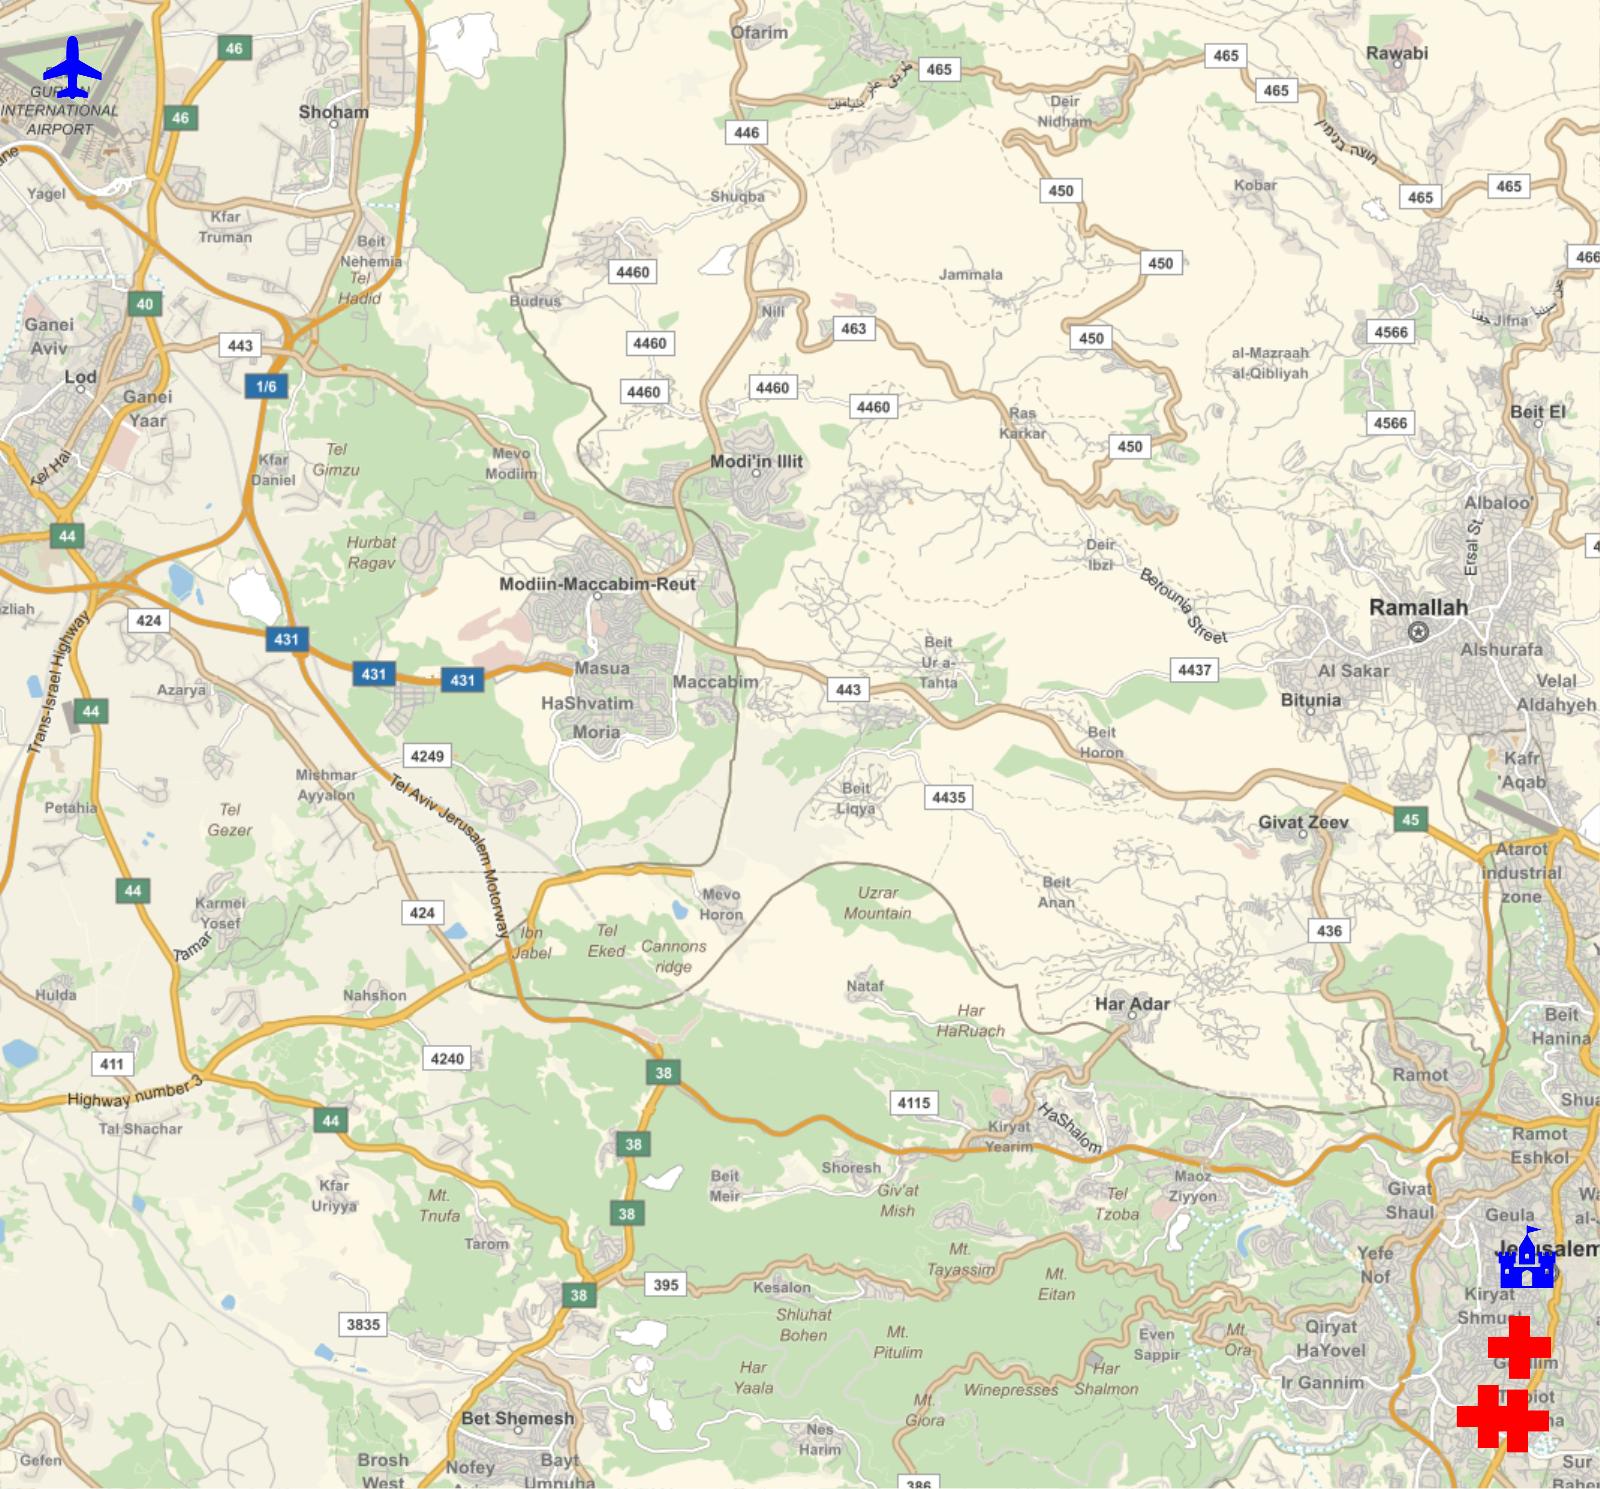 Ofarim
46
465
465
Rawabi
INTERNATIONAL
AIRPORT
46
Shoham
465
Deir
Nidham
446
חוצה בנימין
Yagel
Shuqba
450
Kobar
465
465
Kfar
Truman
Beit
Nehemia
Tel
Hadid
4460
Jammala
450
466
Budrus
40
Nili
463
4566
Jifna
Ganei
Aviv
443
4460
450
al-Mazraah
al-Qibliyah
Lod
1/6
4460
4460
4460
Ganei
Yaar
Ras
Karkar
4566
Beit El
Tel Hai
Kfar
Daniel
Tel
Gimzu
Mevo
Modiim
Modi'in Illit
450
Albaloo'
44
Hurbat
Ragav
Deir
Ibzi
Ersal St.
Betounia Street
Modiin-Maccabim-Reut
Ramallah
424
431
Beit
Ur a-
Tahta
Alshurafa
Trans-Israel Highway
431
431
Masua
4437
Al Sakar
Azarya
Maccabim
443
Velal
Aldahyeh
44
HaShvatim
Bitunia
Moria
Beit
Horon
4249
Kafr
'Aqab
Mishmar
Ayyalon
Tel Aviv-Jerusalem Motorway
Petahia
Tel
Gezer
Beit
Liqya
4435
Givat Zeev
45
Atarot
industrial
zone
44
Karmei
Yosef
424
Mevo
Horon
Uzrar
Mountain
Beit
Anan
Tamar
Ibn
Jabel
Tel
Eked
Cannons
ridge
436
Hulda
Nahshon
Nataf
Har Adar
Har
HaRuach
Beit
Hanina
411
4240
38
Ramot
Highway number 3
4115
Tal Shachar
44
Kiryat
Yearim
HaShalom
38
Ramot
Eshkol
Shoresh
Beit
Meir
Maoz
Ziyyon
Kfar
Uriyya
Mt.
Tnufa
Giv'at
Mish
Tel
Tzoba
Givat
Shaul
38
Geula
Tarom
Mt.
Tayassim
Yefe
Nof
Jerusalem
38
395
Kesalon
Mt.
Eitan
Kiryat
3835
Shluhat
Bohen
Mt.
Pitulim
Even
Sappir
Mt.
Ora
Qiryat
HaYovel
Har
Yaala
Winepresses
Har
Shalmon
Ir Gannim
Mt.
Giora
Bet Shemesh
Nes
Harim
Gefen
Brosh
West
Nofey
Bayt
Umnuha
Sur
386